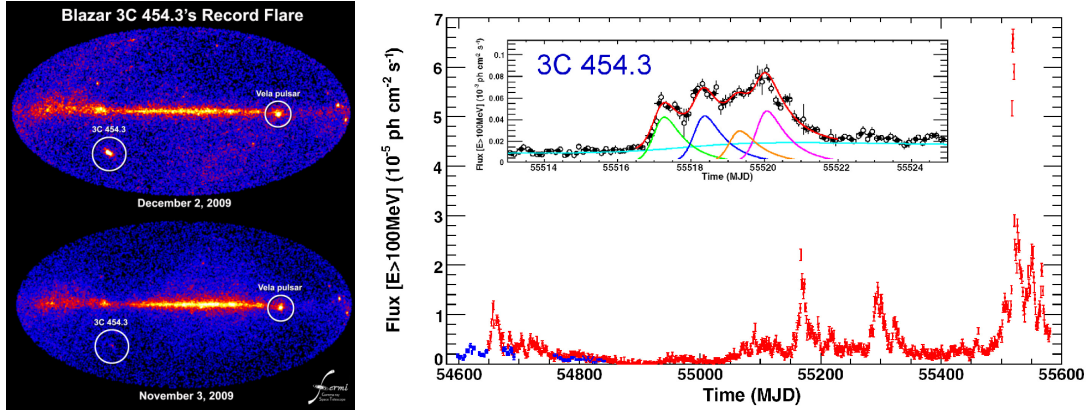 Blazar 3C 454.3's Record Flare
Vela pulsar
3C 454.3
December 2, 2009
Vela pulsar
3C 454.3
November 3, 2009
Flux [E>100MeV] (10⁻⁵ ph cm⁻² s⁻¹)
7
6
5
4
3
2
1
0
54600 54800 55000 55200 55400 55600
Time (MJD)
3C 454.3
Flux [E>100MeV] (10⁻³ ph cm⁻² s⁻¹)
0.1
0.08
0.06
0.04
0.02
0
55514 55516 55518 55520 55522 55524
Time (MJD)